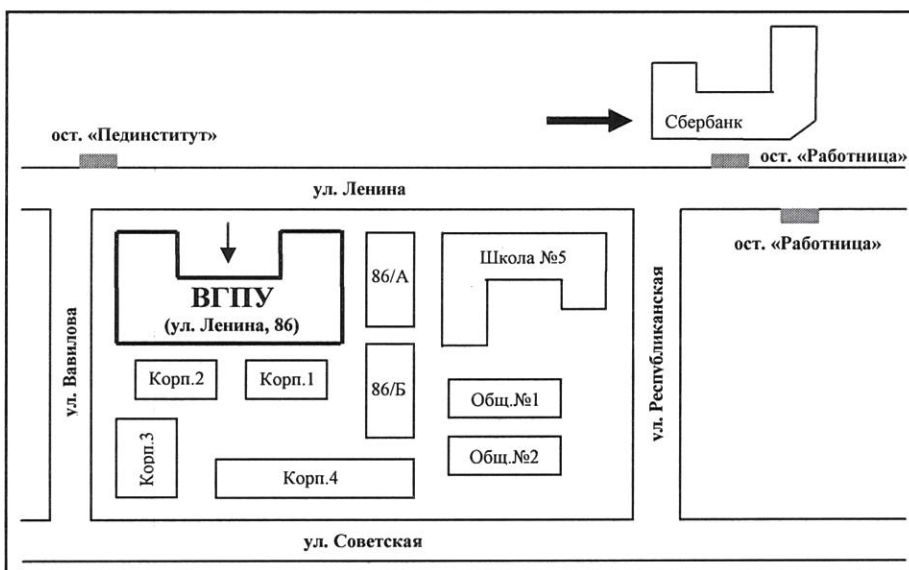 Сбербанк
ост. «Пединститут»
ост. «Работница»
ул. Ленина
ост. «Работница»
Школа №5
86/А
ВГПУ
(ул. Ленина, 86)
ул. Вавилова
ул. Республиканская
Корп.2
Корп.1
86/Б
Общ.№1
Корп.3
Общ.№2
Корп.4
ул. Советская